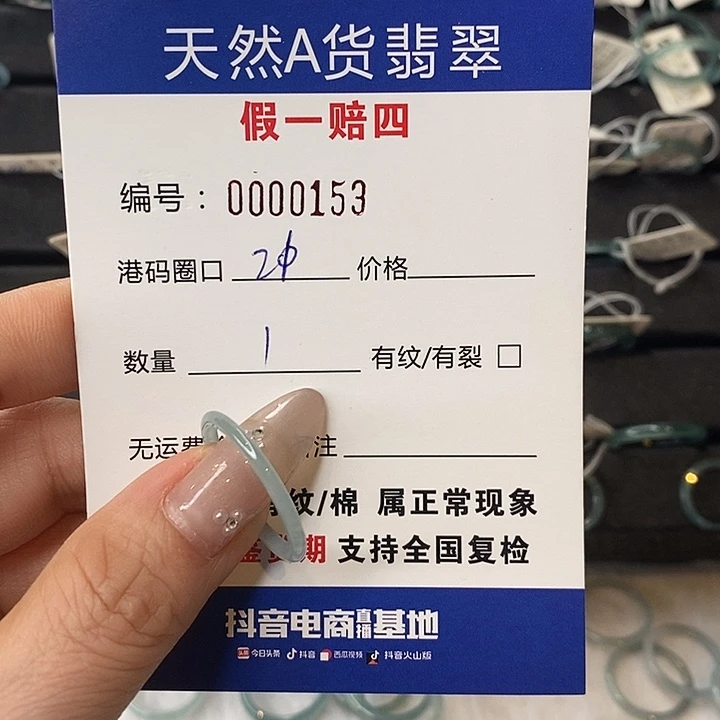 天然A货翡翠
假一赔四
编号：0000153
港码圈口 20 价格
数量 1 有纹/有裂 □
无运费 注
纹/棉 属正常现象
鉴赏期 支持全国复检
抖音电商直播基地
今日头条 抖音 西瓜视频 抖音火山版